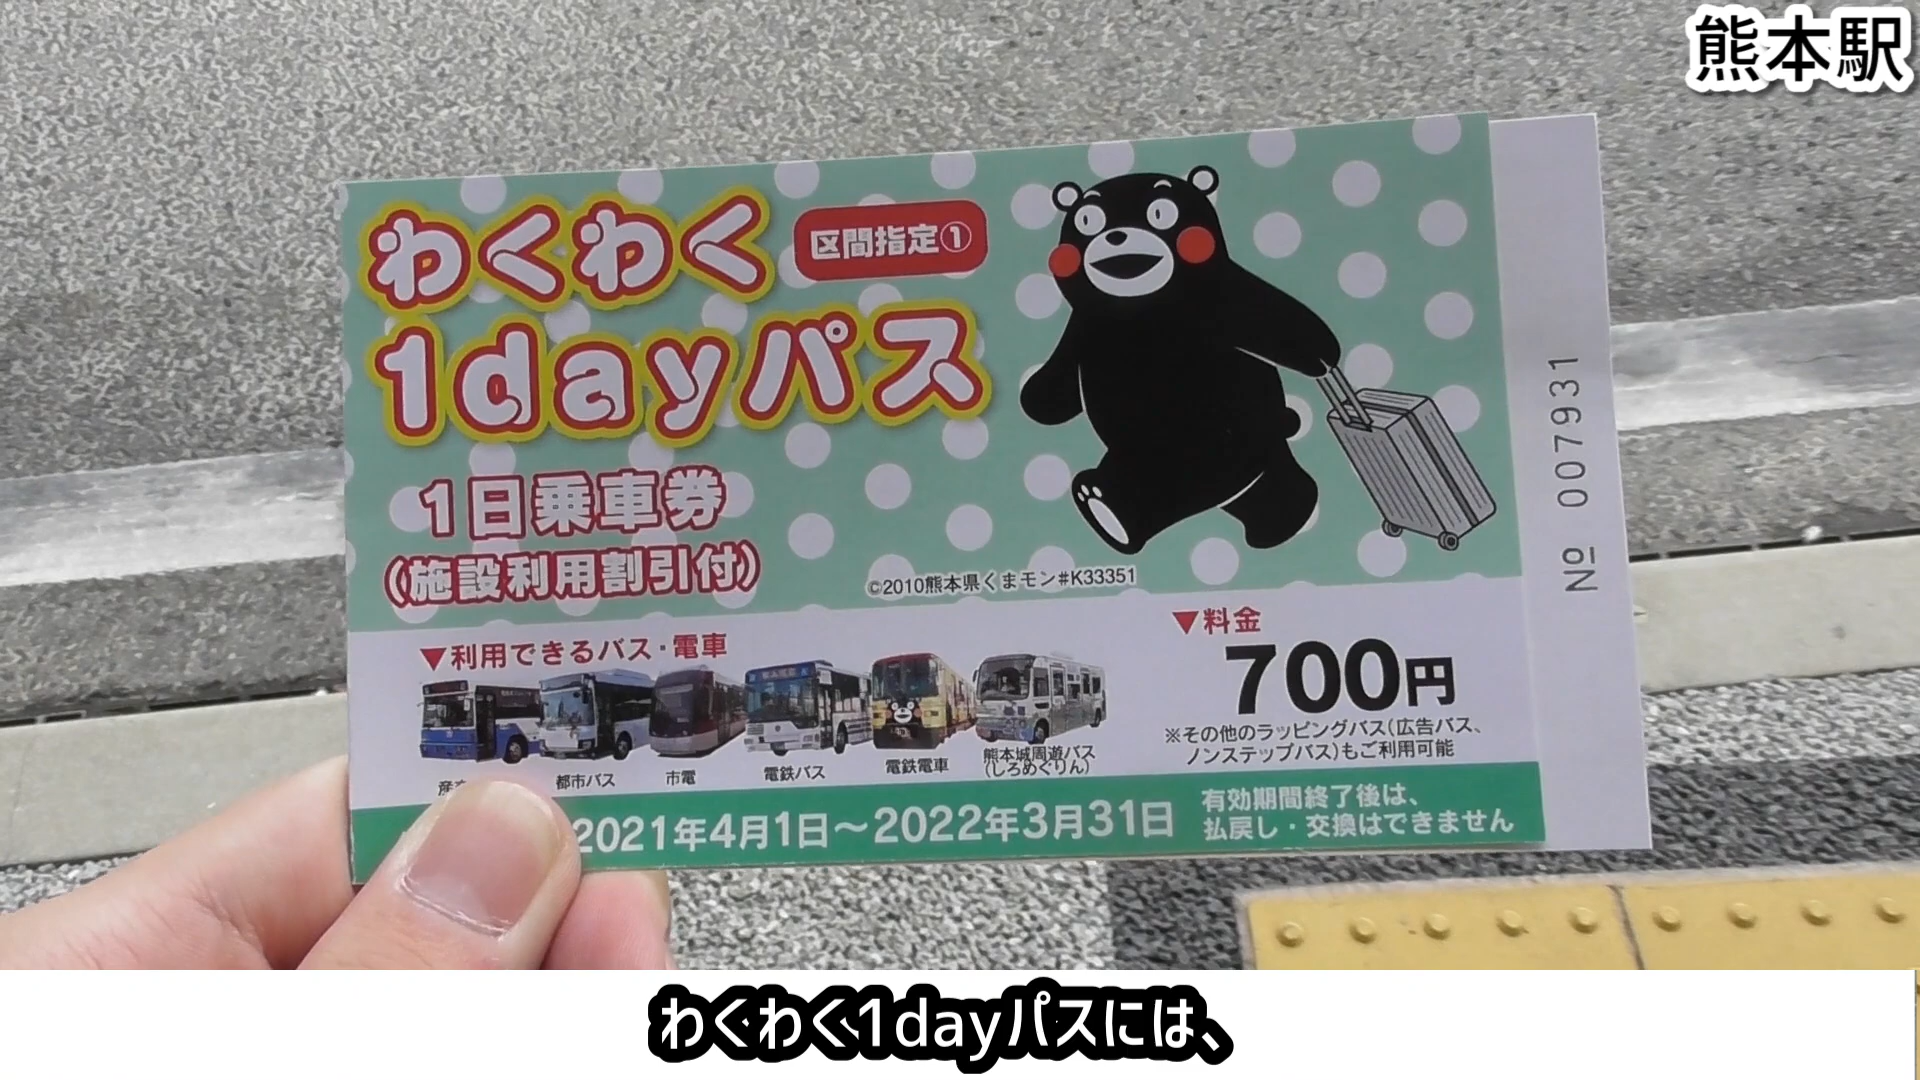 熊本駅
わくわく
区間指定①
1dayパス
1日乗車券
(施設利用割引付)
©2010熊本県くまモン#K33351
№ 007931
▼利用できるバス・電車
都市バス
市電
電鉄バス
電鉄電車
熊本城周遊バス
(しろめぐりん)
▼料金
700円
※その他のラッピングバス(広告バス、
ノンステップバス)もご利用可能
2021年4月1日～2022年3月31日
有効期間終了後は、
払戻し・交換はできません
わくわく1dayパスには、